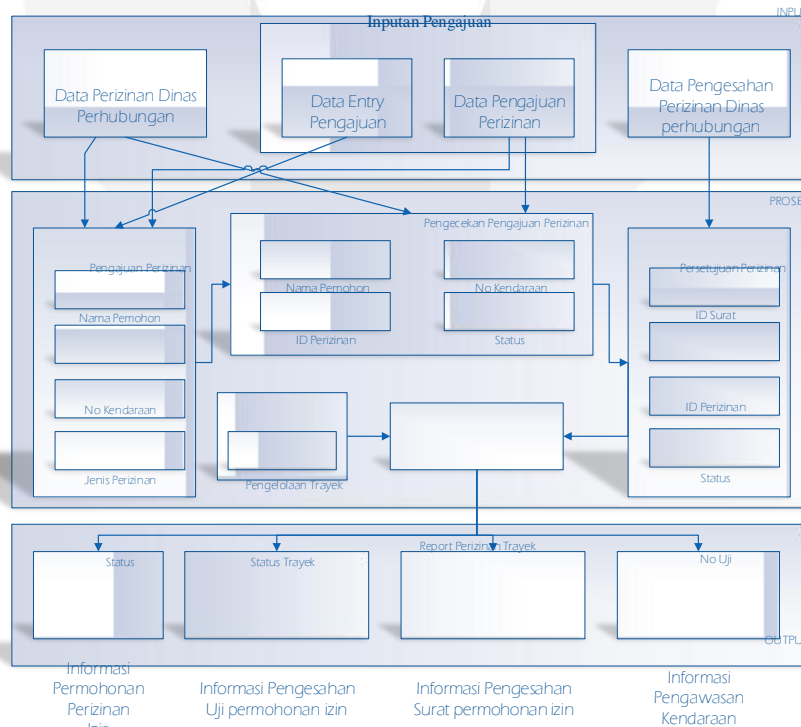 INPU
Inputan Pengajuan
Data Perizinan Dinas
Perhubungan
Data Entry
Pengajuan
Data Pengajuan
Perizinan
Data Pengesahan
Perizinan Dinas
perhubungan
PROSE
Pengajuan Perizinan
Nama Pemohon
No Kendaraan
Jenis Perizinan
Pengecekan Pengajuan Perizinan
Nama Pemohon
No Kendaraan
ID Perizinan
Status
Persetujuan Perizinan
ID Surat
ID Perizinan
Status
Pengelolaan Trayek
Report Perizinan Trayek
Status
Status Trayek
No Uji
OUTPU
Informasi
Permohonan
Perizinan
Izin
Informasi Pengesahan
Uji permohonan izin
Informasi Pengesahan
Surat permohonan izin
Informasi
Pengawasan
Kendaraan